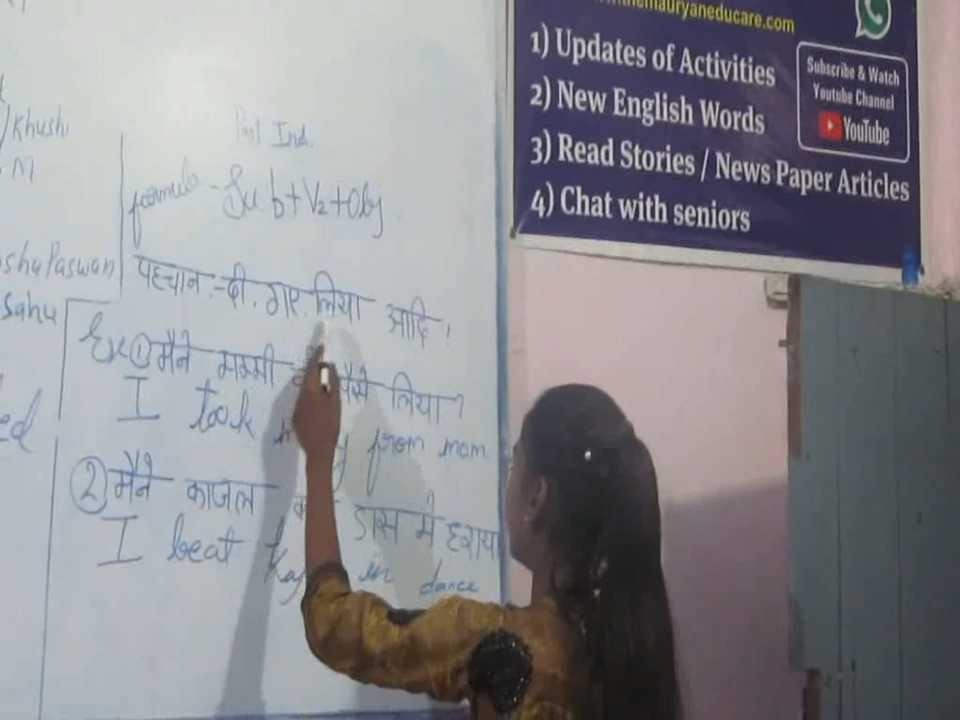 Khushi
M
Paswan
Sahu
ed
Past Ind.
formula - Sub+V2+Obj
पहचान :- दी. गए. लिया आदि।
Ex ① मैने मम्मी पैसे लिया?
I took from mom
② मैने काजल डांस मे हराया
I beat in dance
www.themauryaneducare.com
1) Updates of Activities
2) New English Words
3) Read Stories / News Paper Articles
4) Chat with seniors
Subscribe & Watch
Youtube Channel
YouTube